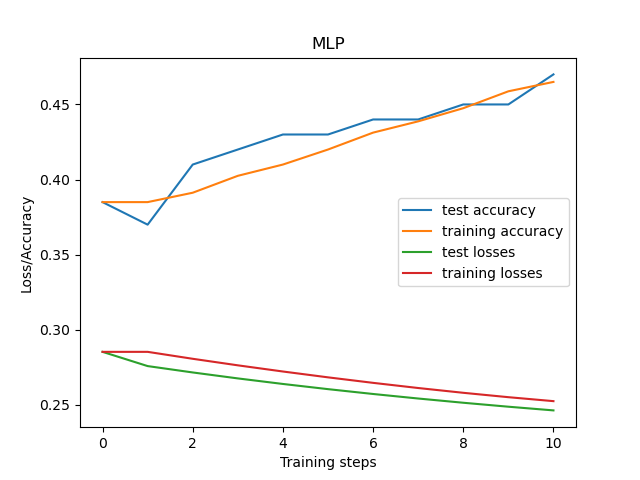 MLP
Loss/Accuracy
0.45
0.40
0.35
0.30
0.25
test accuracy
training accuracy
test losses
training losses
0 2 4 6 8 10
Training steps